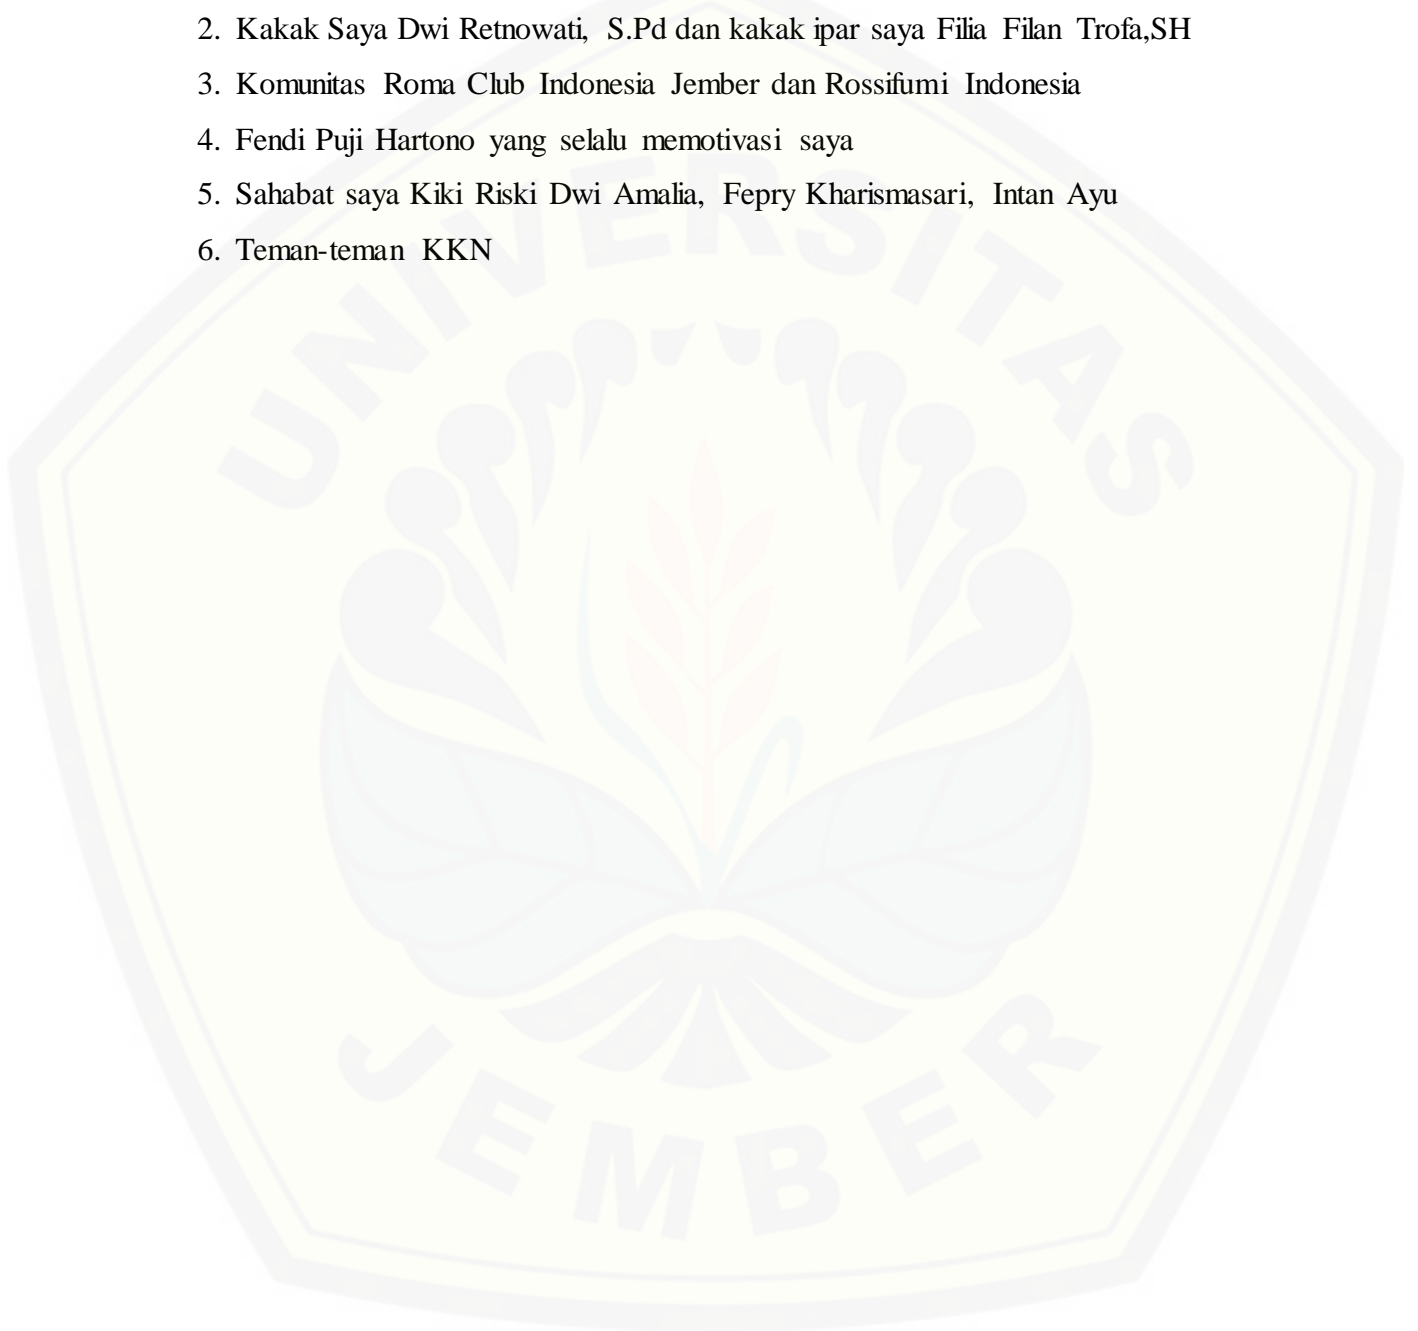 2. Kakak Saya Dwi Retnowati, S.Pd dan kakak ipar saya Filia Filan Trofa,SH
3. Komunitas Roma Club Indonesia Jember dan Rossifumi Indonesia
4. Fendi Puji Hartono yang selalu memotivasi saya
5. Sahabat saya Kiki Riski Dwi Amalia, Fepry Kharismasari, Intan Ayu
6. Teman-teman KKN
UNIVERSITAS
JEMBER